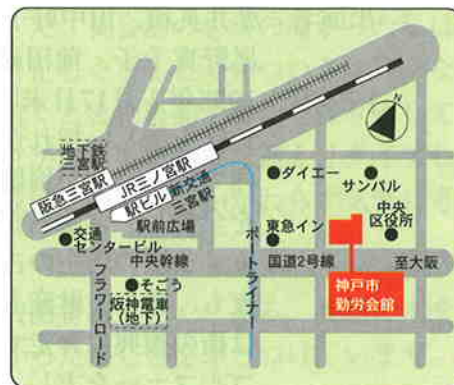 N
地下鉄
三宮駅
阪急三宮駅
JR三ノ宮駅
駅ビル
新交通
三宮駅
駅前広場
ダイエー
サンパル
中央
区役所
東急イン
交通
センタービル
中央幹線
国道2号線
至大阪
そごう
阪神電車
(地下)
フラワーロード
ポートライナー
神戸市
勤労会館